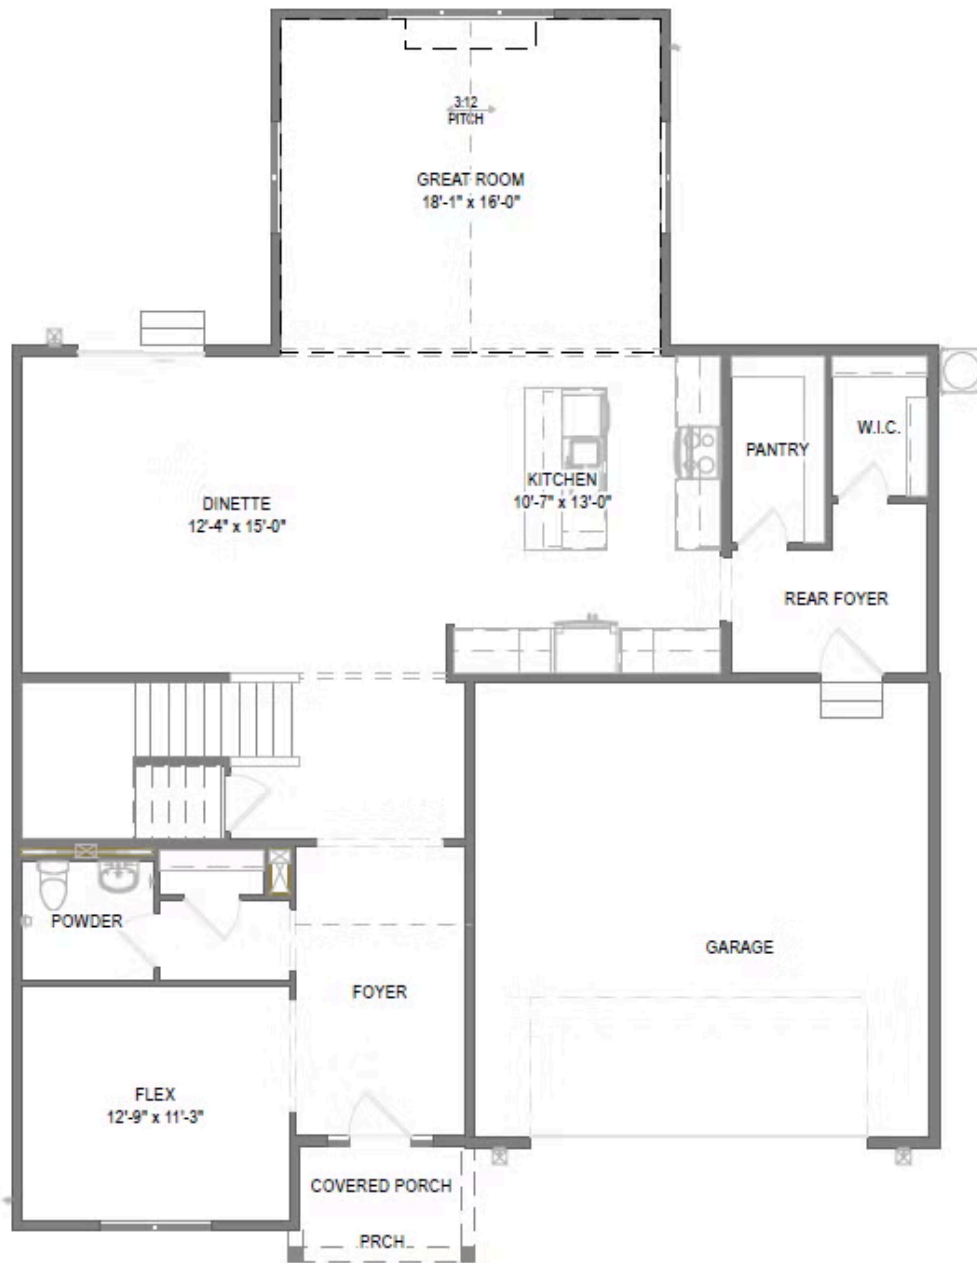 3:12
PITCH
GREAT ROOM
18'-1" x 16'-0"
W.I.C.
PANTRY
KITCHEN
10'-7" x 13'-0"
DINETTE
12'-4" x 15'-0"
REAR FOYER
POWDER
GARAGE
FOYER
FLEX
12'-9" x 11'-3"
COVERED PORCH
PRCH